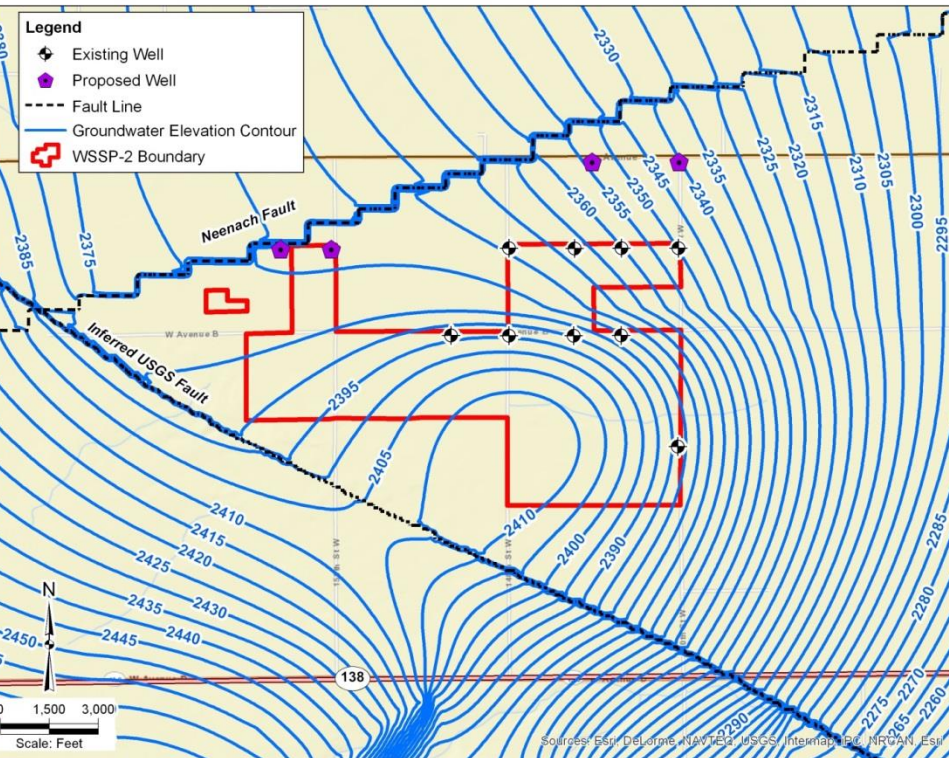 Legend
Existing Well
Proposed Well
Fault Line
Groundwater Elevation Contour
WSSP-2 Boundary
2380
2330
2315
2325
2320
2310
2305
2300
2295
Avenue
2345
2335
2350
2340
2355
2360
Neenach Fault
2375
2385
W Avenue B
Inferred USGS Fault
2395
2405
2410
2410
2415
2420
2425
2400
2390
2285
2280
2430
2435
2440
2445
2450
N
138
2290
2275
2270
2265
2260
0 1,500 3,000
Scale: Feet
Sources: Esri, DeLorme, NAVTEQ, USGS, Intermap, iPC, NRCAN, Esri